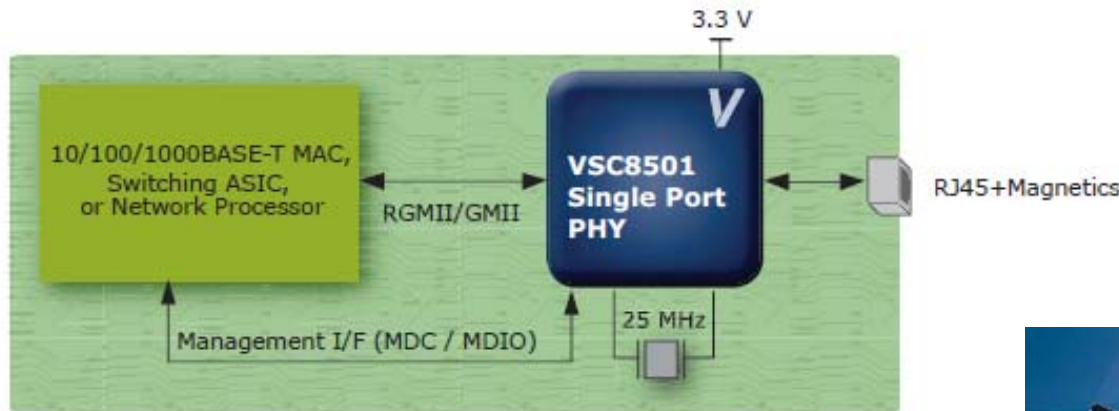 3.3 V
10/100/1000BASE-T MAC,
Switching ASIC,
or Network Processor
RGMII/GMII
V
VSC8501
Single Port
PHY
RJ45+Magnetics
25 MHz
Management I/F (MDC / MDIO)